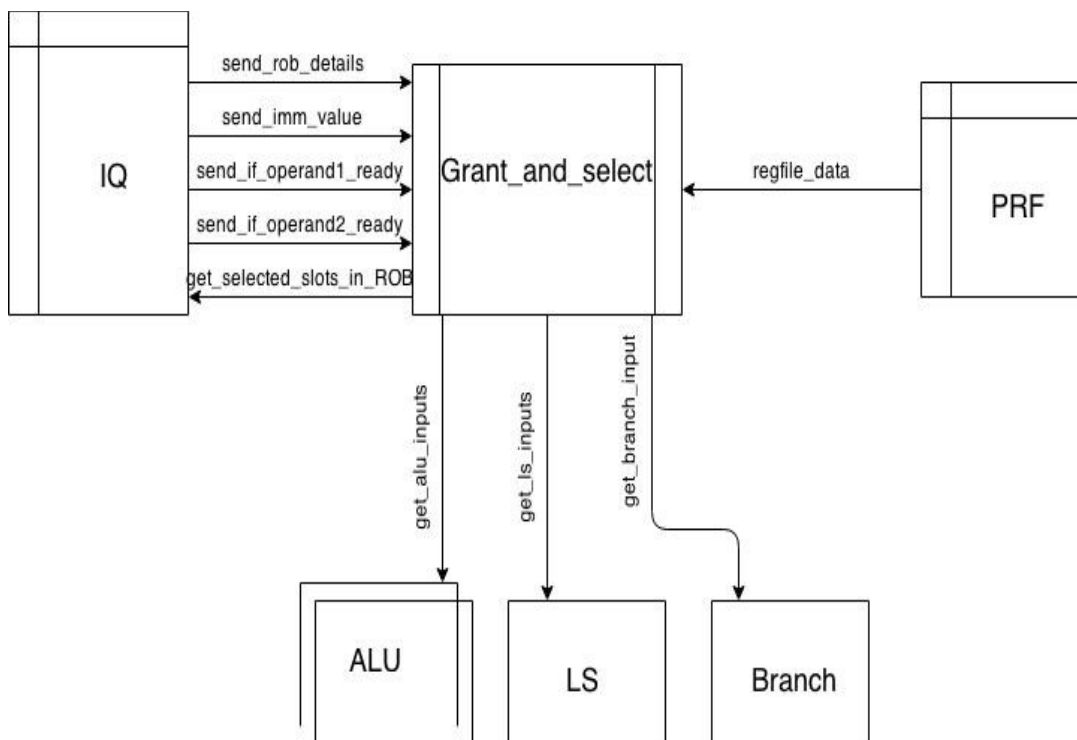 send_rob_details
send_imm_value
IQ
send_if_operand1_ready
Grant_and_select
regfile_data
PRF
send_if_operand2_ready
get_selected_slots_in_ROB
get_alu_inputs
get_ls_inputs
get_branch_input
ALU
LS
Branch